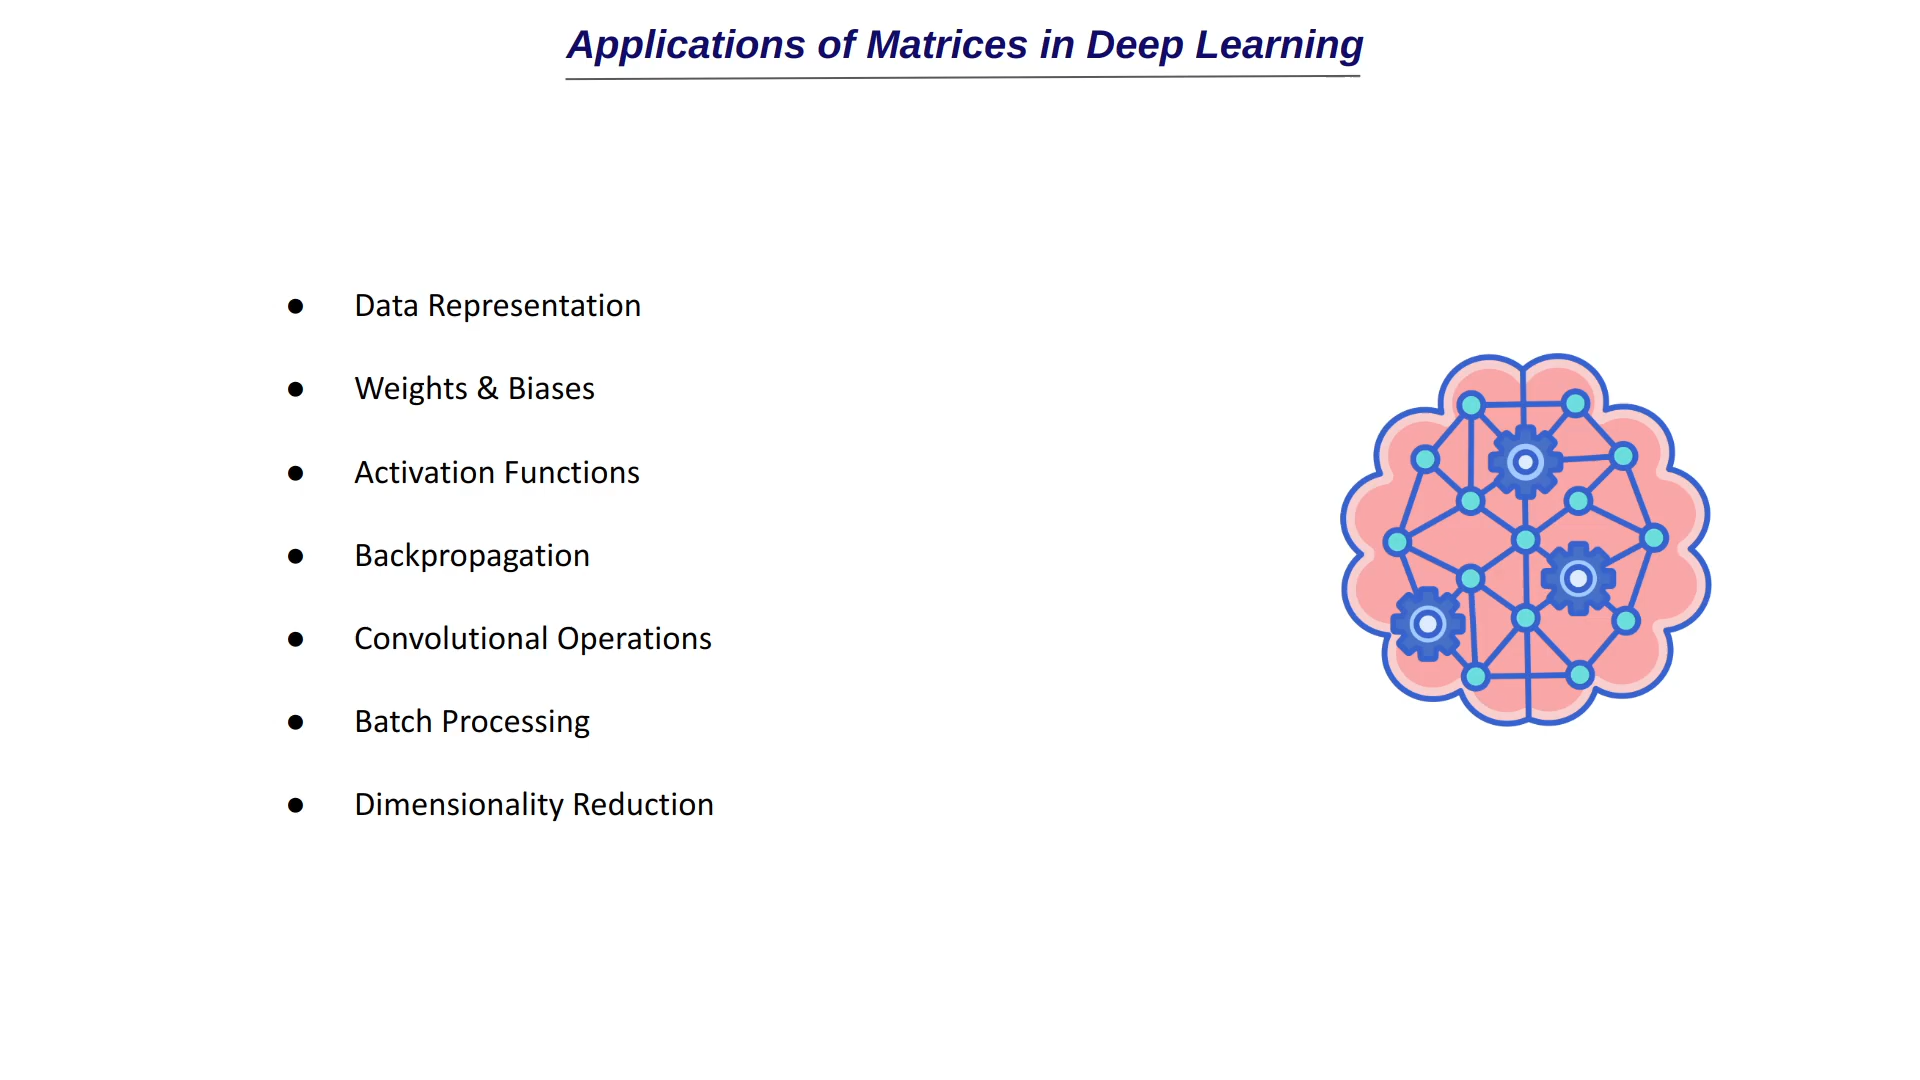 Applications of Matrices in Deep Learning
● Data Representation
● Weights & Biases
● Activation Functions
● Backpropagation
● Convolutional Operations
● Batch Processing
● Dimensionality Reduction